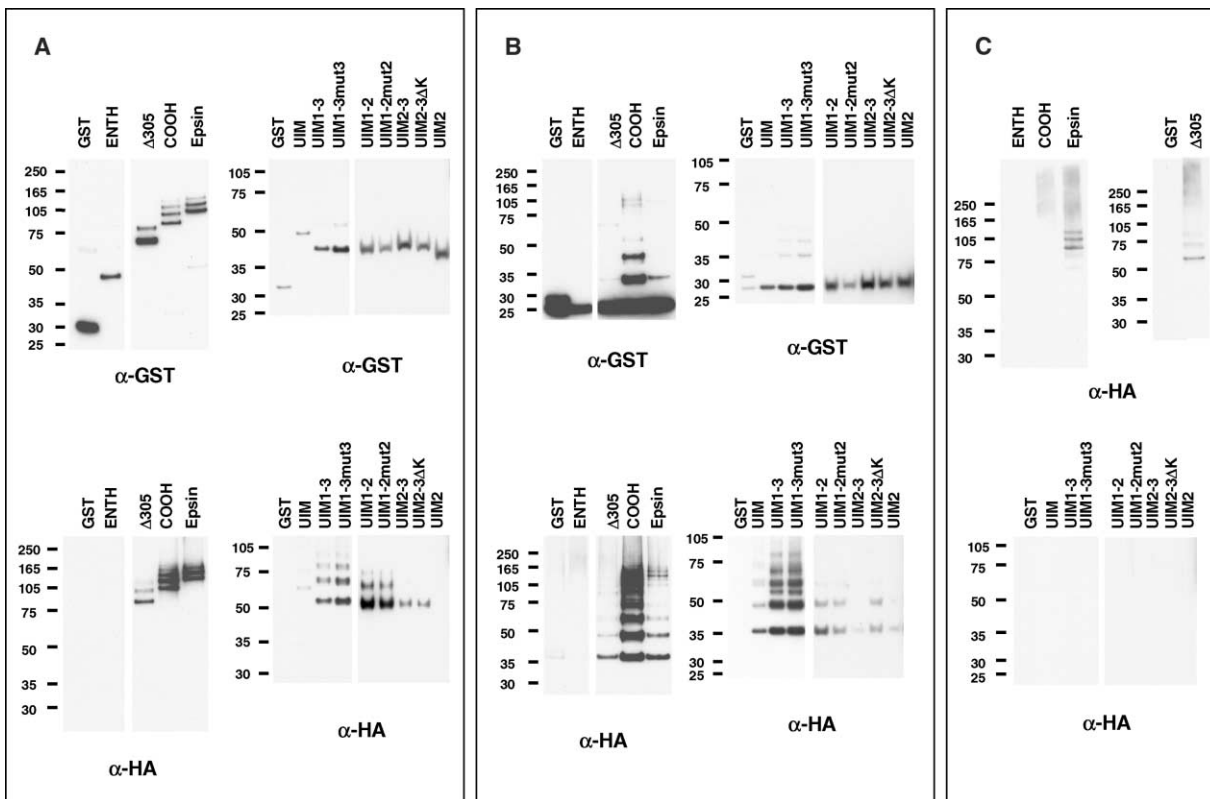 A
GST
ENTH
Δ305
COOH
Epsin
250
165
105
75
50
35
30
25
α-GST
GST
UIM
UIM1-3
UIM1-3mut3
UIM1-2
UIM1-2mut2
UIM2-3
UIM2-3ΔK
UIM2
105
75
50
35
30
25
α-GST
GST
ENTH
Δ305
COOH
Epsin
250
165
105
75
50
35
30
α-HA
GST
UIM
UIM1-3
UIM1-3mut3
UIM1-2
UIM1-2mut2
UIM2-3
UIM2-3ΔK
UIM2
105
75
50
35
30
α-HA
B
GST
ENTH
Δ305
COOH
Epsin
250
165
105
75
50
35
30
25
α-GST
GST
UIM
UIM1-3
UIM1-3mut3
UIM1-2
UIM1-2mut2
UIM2-3
UIM2-3ΔK
UIM2
105
75
50
35
30
25
α-GST
GST
ENTH
Δ305
COOH
Epsin
250
165
105
75
50
35
30
α-HA
GST
UIM
UIM1-3
UIM1-3mut3
UIM1-2
UIM1-2mut2
UIM2-3
UIM2-3ΔK
UIM2
105
75
50
35
30
25
α-HA
C
ENTH
COOH
Epsin
250
165
105
75
50
35
30
GST
Δ305
250
165
105
75
50
35
30
α-HA
GST
UIM
UIM1-3
UIM1-3mut3
UIM1-2
UIM1-2mut2
UIM2-3
UIM2-3ΔK
UIM2
105
75
50
35
30
25
α-HA